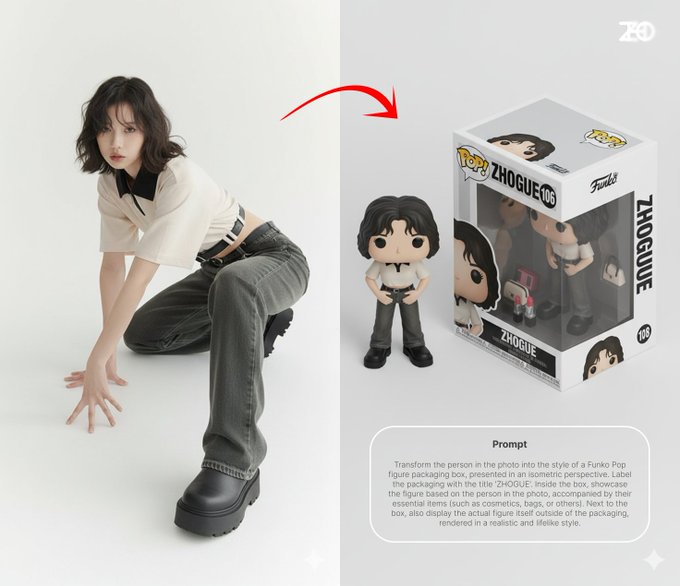 ZEO
POP!
POP!
ZHOGUE 106
Funko
ZHOGUUE
ZHOGUE
108
Prompt
Transform the person in the photo into the style of a Funko Pop
figure packaging box, presented in an isometric perspective. Label
the packaging with the title 'ZHOGUE'. Inside the box, showcase
the figure based on the person in the photo, accompanied by their
essential items (such as cosmetics, bags, or others). Next to the
box, also display the actual figure itself outside of the packaging,
rendered in a realistic and lifelike style.